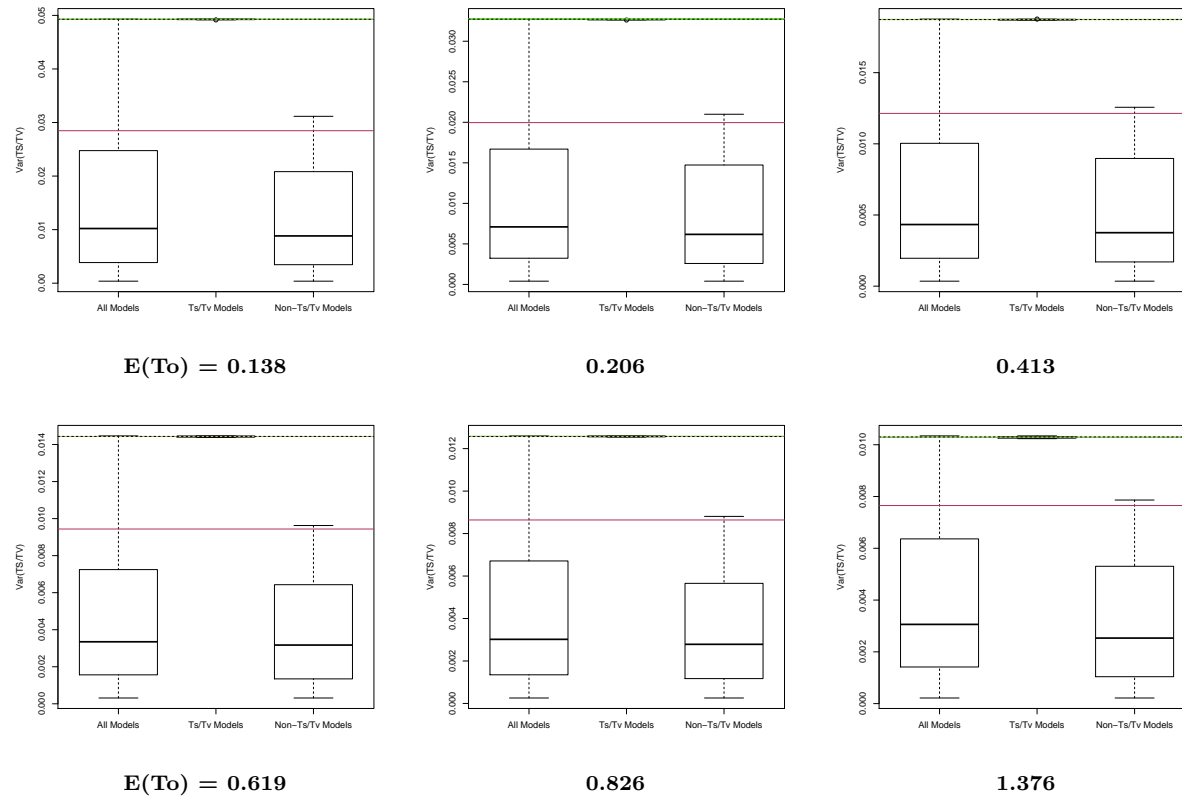 Var(TS/TV)
0.05
0.04
0.03
0.02
0.01
0.00
All Models Ts/Tv Models Non−Ts/Tv Models
Var(TS/TV)
0.030
0.025
0.020
0.015
0.010
0.005
0.000
All Models Ts/Tv Models Non−Ts/Tv Models
Var(TS/TV)
0.015
0.010
0.005
0.000
All Models Ts/Tv Models Non−Ts/Tv Models
E(To) = 0.138 0.206 0.413
Var(TS/TV)
0.014
0.012
0.010
0.008
0.006
0.004
0.002
0.000
All Models Ts/Tv Models Non−Ts/Tv Models
Var(TS/TV)
0.012
0.010
0.008
0.006
0.004
0.002
0.000
All Models Ts/Tv Models Non−Ts/Tv Models
Var(TS/TV)
0.010
0.008
0.006
0.004
0.002
0.000
All Models Ts/Tv Models Non−Ts/Tv Models
E(To) = 0.619 0.826 1.376